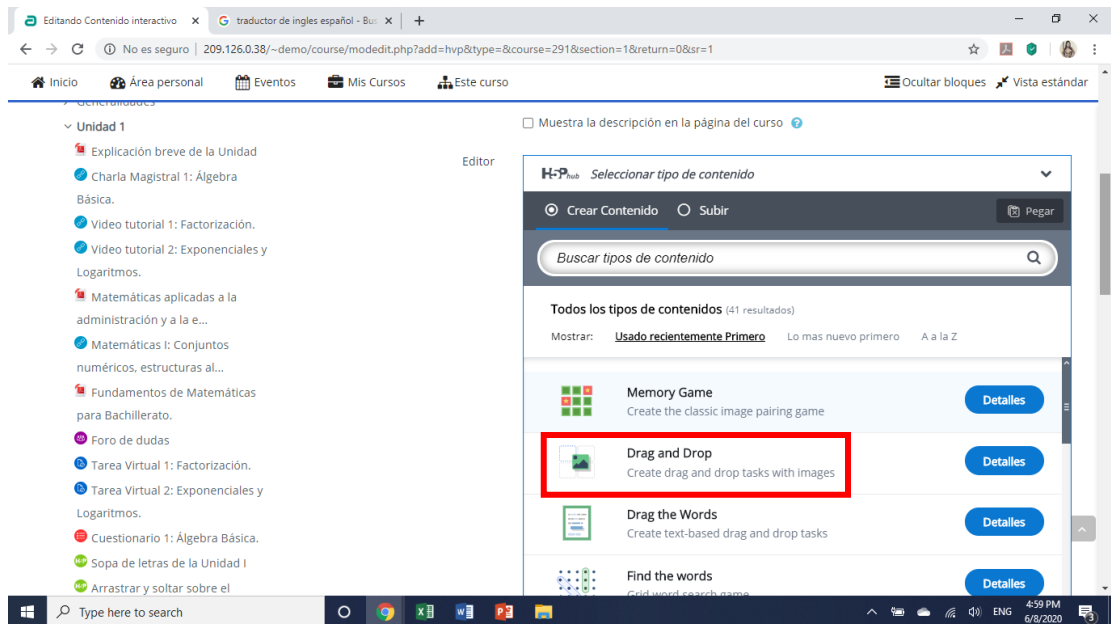 Editando Contenido interactivo
traductor de ingles español - Bus
No es seguro | 209.126.0.38/~demo/course/modedit.php?add=hvp&type=&course=291&section=1&return=0&sr=1
Inicio Área personal Eventos Mis Cursos Este curso Ocultar bloques Vista estándar
Generalidades
Unidad 1
Explicación breve de la Unidad
Charla Magistral 1: Álgebra
Básica.
Video tutorial 1: Factorización.
Video tutorial 2: Exponenciales y
Logaritmos.
Matemáticas aplicadas a la
administración y a la e...
Matemáticas I: Conjuntos
numéricos, estructuras al...
Fundamentos de Matemáticas
para Bachillerato.
Foro de dudas
Tarea Virtual 1: Factorización.
Tarea Virtual 2: Exponenciales y
Logaritmos.
Cuestionario 1: Álgebra Básica.
Sopa de letras de la Unidad I
Arrastrar y soltar sobre el
Muestra la descripción en la página del curso
Editor
H5P hub Seleccionar tipo de contenido
Crear Contenido Subir Pegar
Buscar tipos de contenido
Todos los tipos de contenidos (41 resultados)
Mostrar: Usado recientemente Primero Lo mas nuevo primero A a la Z
Memory Game
Create the classic image pairing game
Detalles
Drag and Drop
Create drag and drop tasks with images
Detalles
Drag the Words
Create text-based drag and drop tasks
Detalles
Find the words
Grid word search game
Detalles
Type here to search
ENG
4:59 PM
6/8/2020
3